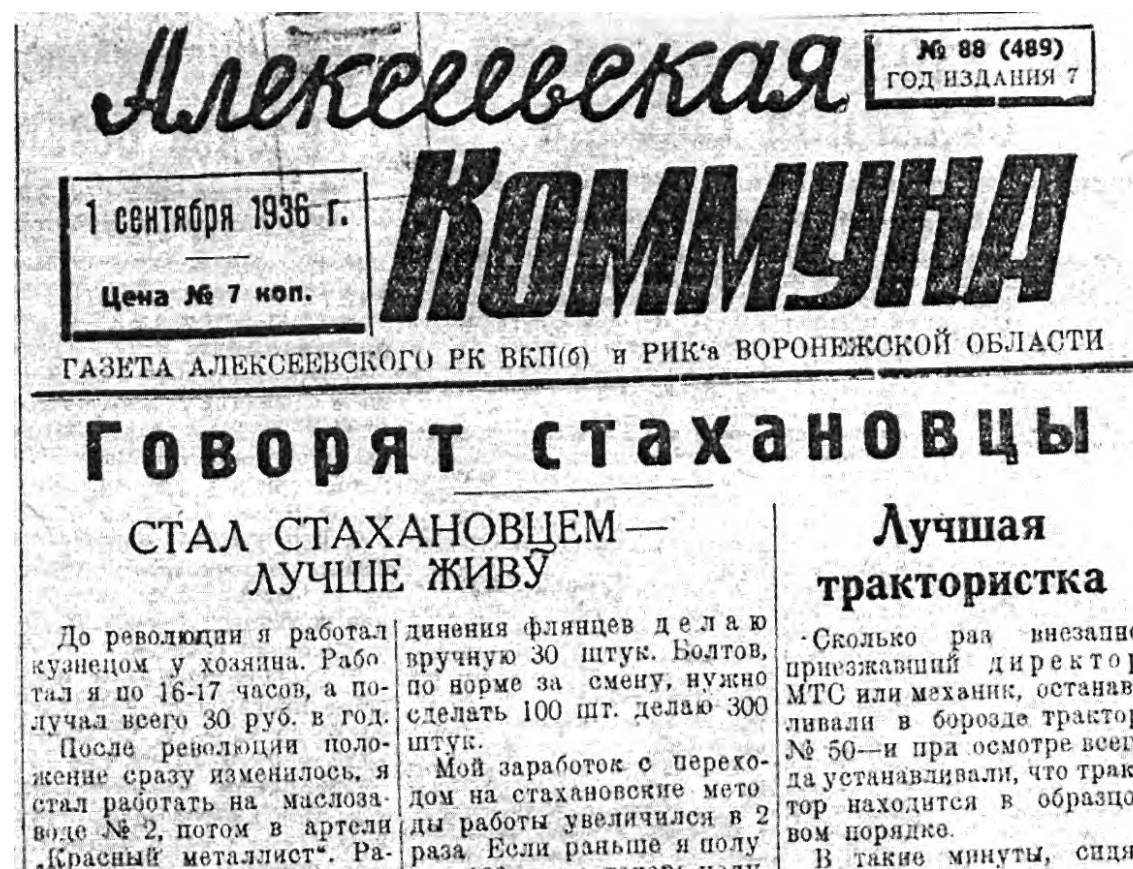 Алексеевская
№ 88 (489)
ГОД ИЗДАНИЯ 7
КОММУНА
1 сентября 1936 г.
Цена № 7 коп.
ГАЗЕТА АЛЕКСЕЕВСКОГО РК ВКП(б) и РИК‘а ВОРОНЕЖСКОЙ ОБЛАСТИ
Говорят стахановцы
СТАЛ СТАХАНОВЦЕМ—
ЛУЧШЕ ЖИВУ
До революции я работал
кузнецом у хозяина. Рабо
тал я по 16-17 часов, а по-
лучал всего 30 руб. в год.
После революции поло-
жение сразу изменилось, я
стал работать на маслоза-
воде № 2, потом в артели
„Красный металлист“. Ра-
динения флянцев делаю
вручную 30 штук. Болтов,
по норме за смену, нужно
сделать 100 шт. делаю 300
штук.
Мой заработок с перехо-
дом на стахановские мето
ды работы увеличился в 2
раза Если раньше я полу
Лучшая
трактористка
Сколько раз внезапно
приезжавший директор
МТС или механик, останав
ливали в борозде трактор
№ 50—и при осмотре всег
да устанавливали, что трак
тор находится в образцо
вом порядке.
В такие минуты, сидя